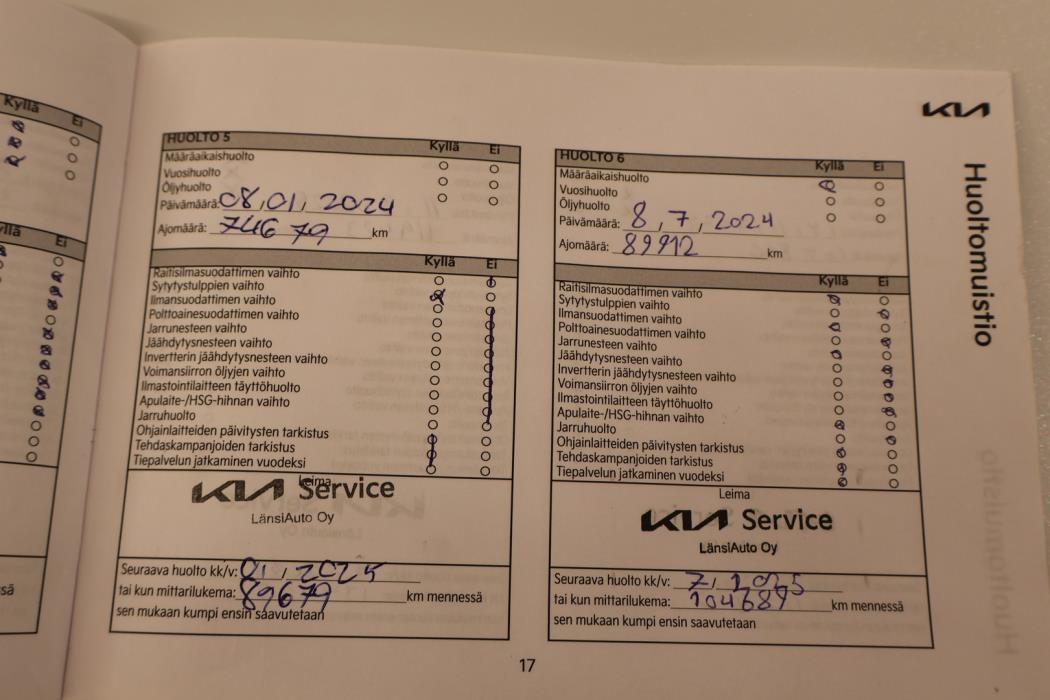 Kyllä Ei
Kyllä Ei
KIA
Huoltomuistio
HUOLTO 5 Kyllä Ei
Määräaikaishuolto
Vuosihuolto
Öljyhuolto
Päivämäärä: 08,01, 2024
Ajomäärä: 74679 km
Kyllä Ei
Raitisilmasuodattimen vaihto
Sytytystulppien vaihto
Ilmansuodattimen vaihto
Polttoainesuodattimen vaihto
Jarrunesteen vaihto
Jäähdytysnesteen vaihto
Invertterin jäähdytysnesteen vaihto
Voimansiirron öljyjen vaihto
Ilmastointilaitteen täyttöhuolto
Apulaite-/HSG-hihnan vaihto
Jarruhuolto
Ohjainlaitteiden päivitysten tarkistus
Tehdaskampanjoiden tarkistus
Tiepalvelun jatkaminen vuodeksi
Leima
KIA Service
LänsiAuto Oy
Seuraava huolto kk/v: 01, 2025
tai kun mittarilukema: 89679 km mennessä
sen mukaan kumpi ensin saavutetaan
HUOLTO 6 Kyllä Ei
Määräaikaishuolto
Vuosihuolto
Öljyhuolto
Päivämäärä: 8, 7, 2024
Ajomäärä: 89912 km
Kyllä Ei
Raitisilmasuodattimen vaihto
Sytytystulppien vaihto
Ilmansuodattimen vaihto
Polttoainesuodattimen vaihto
Jarrunesteen vaihto
Jäähdytysnesteen vaihto
Invertterin jäähdytysnesteen vaihto
Voimansiirron öljyjen vaihto
Ilmastointilaitteen täyttöhuolto
Apulaite-/HSG-hihnan vaihto
Jarruhuolto
Ohjainlaitteiden päivitysten tarkistus
Tehdaskampanjoiden tarkistus
Tiepalvelun jatkaminen vuodeksi
Leima
KIA Service
LänsiAuto Oy
Seuraava huolto kk/v: 7, 2025
tai kun mittarilukema: 104689 km mennessä
sen mukaan kumpi ensin saavutetaan
17